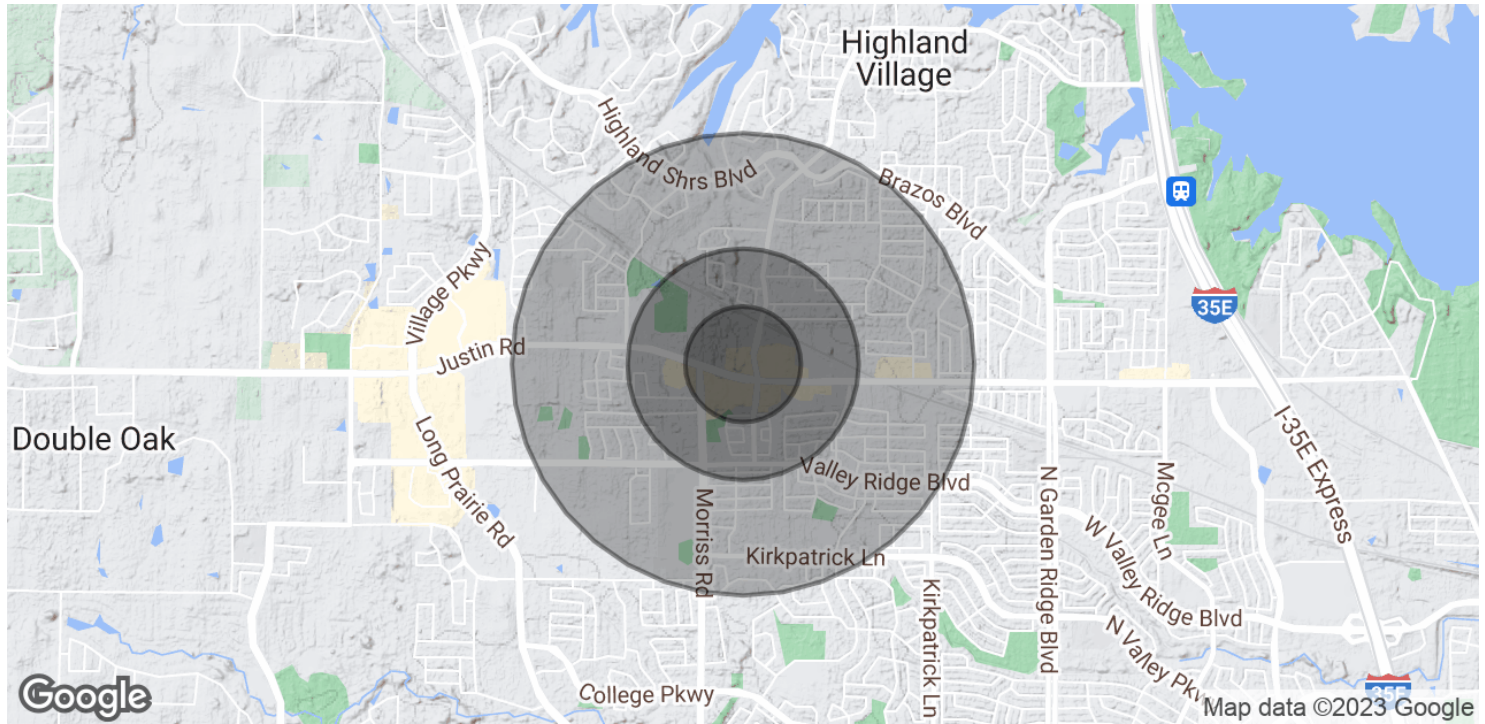 Highland
Village
Highland Shrs Blvd
Brazos Blvd
Village Pkwy
35E
Justin Rd
Double Oak
Long Prairie Rd
I-35E Express
Valley Ridge Blvd
N Garden Ridge Blvd
Mcgee Ln
Morriss Rd
W Valley Ridge Blvd
Kirkpatrick Ln
Kirkpatrick Ln
N Valley Pkwy
College Pkwy
35E
Google
Map data ©2023 Google